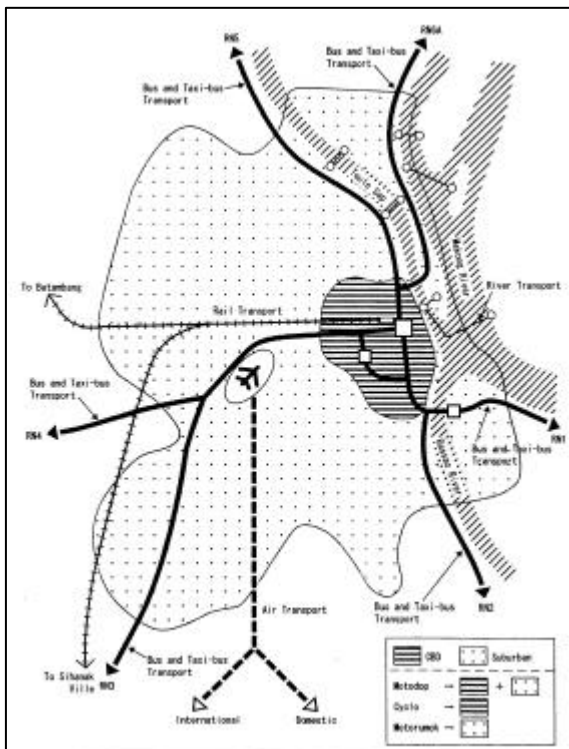 RN5
RN6A
Bus and Taxi-bus
Transport
Bus and Taxi-bus
Transport
Tonle Sap
Mekong River
To Batambang
Rail Transport
River Transport
Bus and Taxi-bus
Transport
RN4
RN1
Bus and Taxi-bus
Transport
River
Air Transport
Bus and Taxi-bus
Transport
RN2
Bus and Taxi-bus
Transport
To Sihanak
Ville
RN3
International
Domestic
CBD
Suburban
Motodop
+
Cyclo
Motorumok